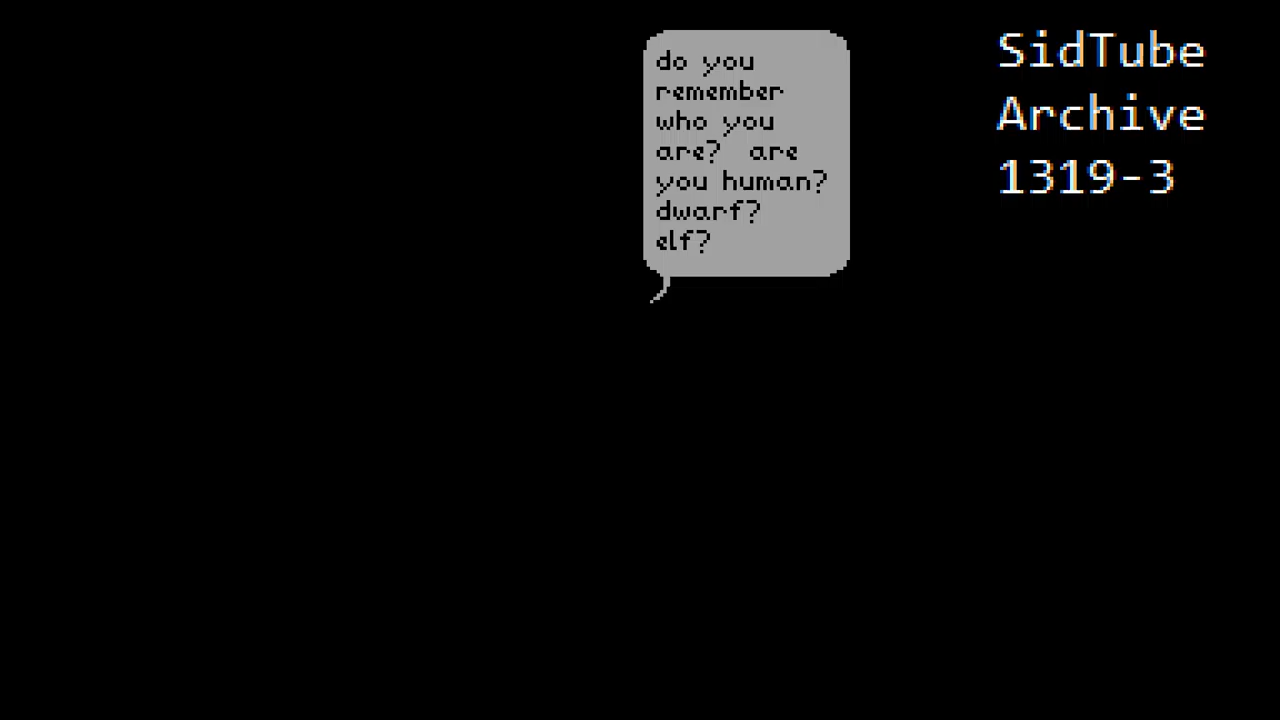 do you
remember
who you
are?  are
you human?
dwarf?
elf?
SidTube
Archive
1319-3